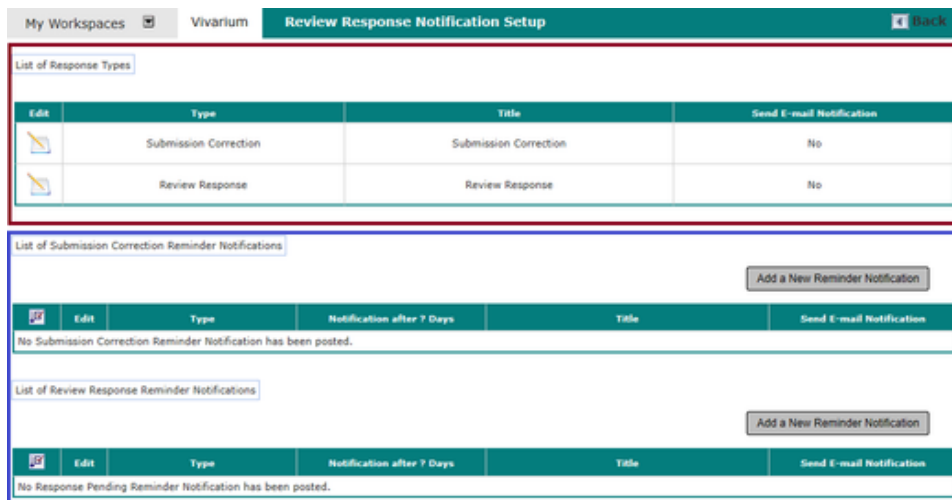 My Workspaces Vivarium Review Response Notification Setup Back
List of Response Types
Edit Type Title Send E-mail Notification
Submission Correction Submission Correction No
Review Response Review Response No
List of Submission Correction Reminder Notifications
Add a New Reminder Notification
Edit Type Notification after ? Days Title Send E-mail Notification
No Submission Correction Reminder Notification has been posted.
List of Review Response Reminder Notifications
Add a New Reminder Notification
Edit Type Notification after ? Days Title Send E-mail Notification
No Response Pending Reminder Notification has been posted.